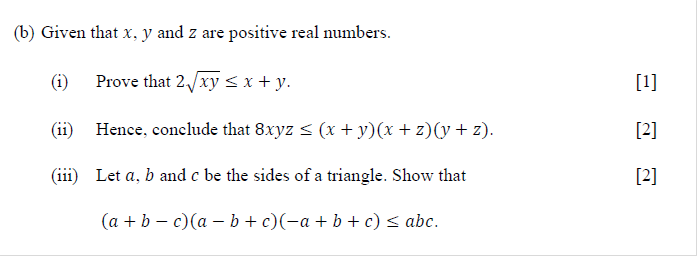 (b) Given that x, y and z are positive real numbers.
(i) Prove that 2√xy ≤ x + y. [1]
(ii) Hence, conclude that 8xyz ≤ (x + y)(x + z)(y + z). [2]
(iii) Let a, b and c be the sides of a triangle. Show that [2]
(a + b − c)(a − b + c)(−a + b + c) ≤ abc.